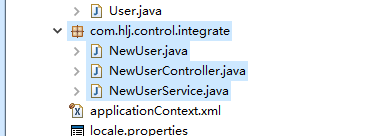 User.java
com.hlj.control.integrate
NewUser.java
NewUserController.java
NewUserService.java
applicationContext.xml
locale.properties